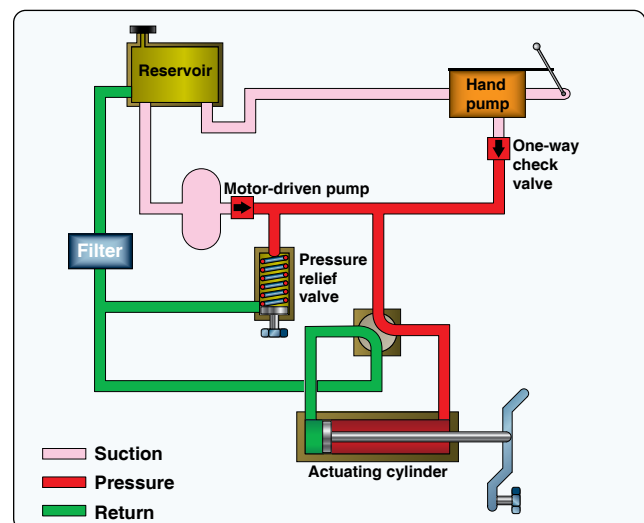 Reservoir
Hand
pump
One-way
check
valve
Motor-driven pump
Filter
Pressure
relief
valve
Actuating cylinder
Suction
Pressure
Return